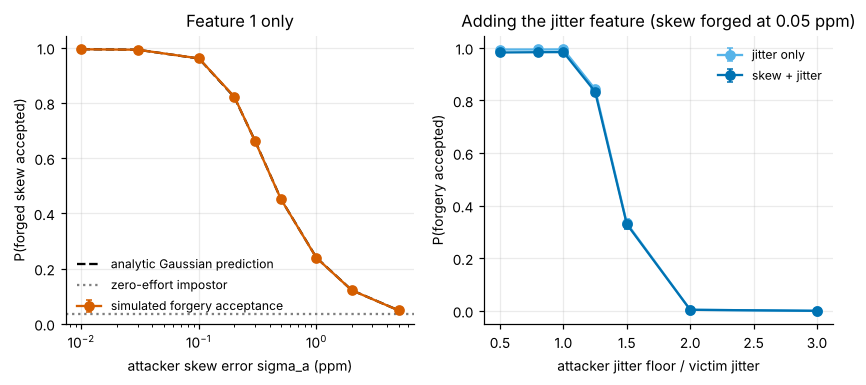 Feature 1 only
P(forged skew accepted)
1.0
0.8
0.6
0.4
0.2
0.0
analytic Gaussian prediction
zero-effort impostor
simulated forgery acceptance
10⁻² 10⁻¹ 10⁰
attacker skew error sigma_a (ppm)
Adding the jitter feature (skew forged at 0.05 ppm)
P(forgery accepted)
1.0
0.8
0.6
0.4
0.2
0.0
jitter only
skew + jitter
0.5 1.0 1.5 2.0 2.5 3.0
attacker jitter floor / victim jitter